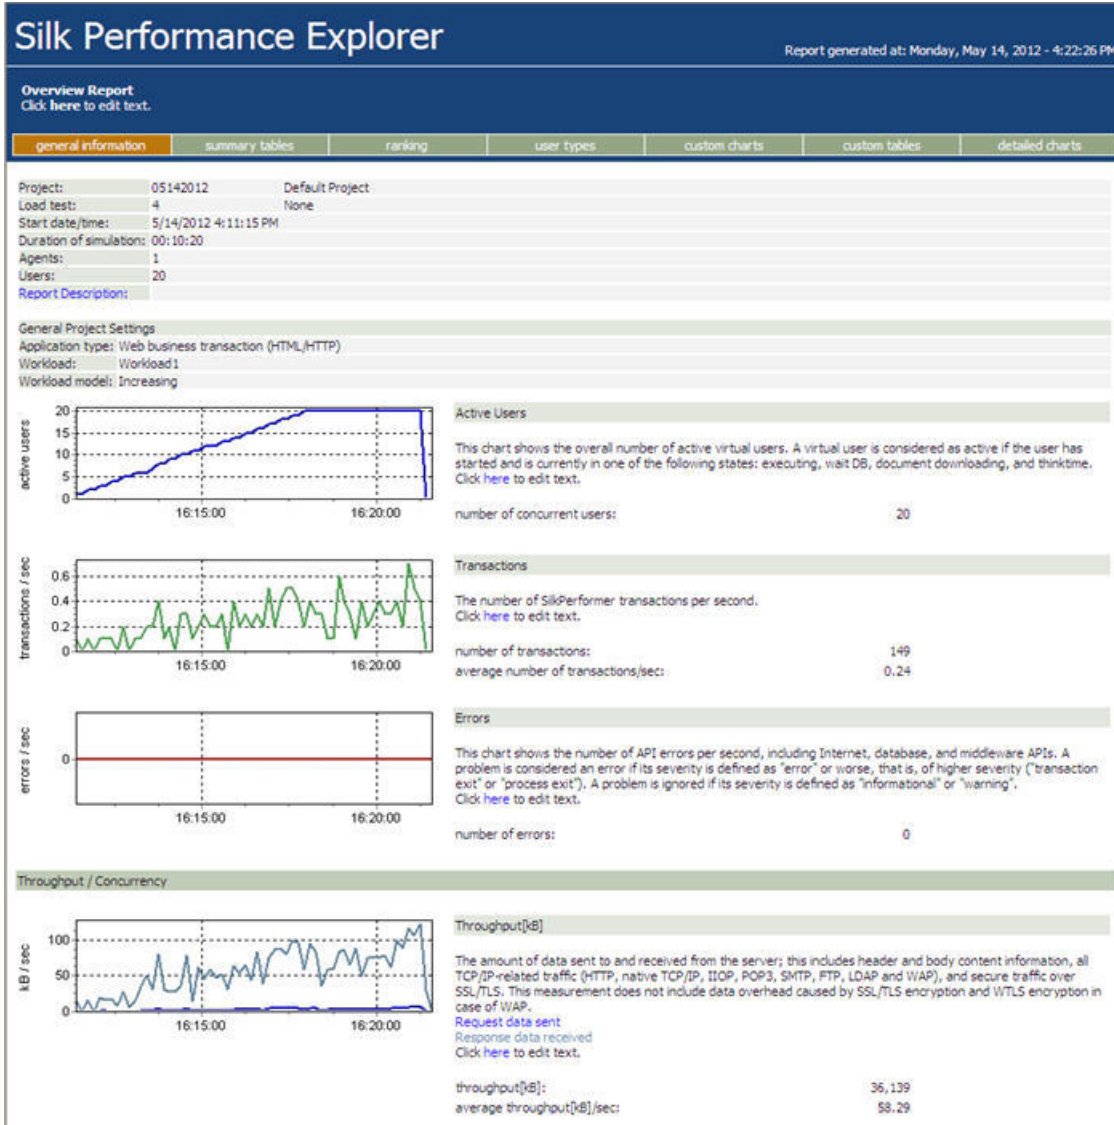 Silk Performance Explorer
Report generated at: Monday, May 14, 2012 - 4:22:26 PM
Overview Report
Click here to edit text.
general information summary tables ranking user types custom charts custom tables detailed charts
Project: 05142012 Default Project
Load test: 4 None
Start date/time: 5/14/2012 4:11:15 PM
Duration of simulation: 00:10:20
Agents: 1
Users: 20
Report Description:
General Project Settings
Application type: Web business transaction (HTML/HTTP)
Workload: Workload1
Workload model: Increasing
active users
20
15
10
5
0
16:15:00 16:20:00
Active Users
This chart shows the overall number of active virtual users. A virtual user is considered as active if the user has
started and is currently in one of the following states: executing, wait DB, document downloading, and thinktime.
Click here to edit text.
number of concurrent users: 20
transactions / sec
0.6
0.4
0.2
0
16:15:00 16:20:00
Transactions
The number of SilkPerformer transactions per second.
Click here to edit text.
number of transactions: 149
average number of transactions/sec: 0.24
errors / sec
0
16:15:00 16:20:00
Errors
This chart shows the number of API errors per second, including Internet, database, and middleware APIs. A
problem is considered an error if its severity is defined as "error" or worse, that is, of higher severity ("transaction
exit" or "process exit"). A problem is ignored if its severity is defined as "informational" or "warning".
Click here to edit text.
number of errors: 0
Throughput / Concurrency
kB / sec
100
50
0
16:15:00 16:20:00
Throughput[kB]
The amount of data sent to and received from the server; this includes header and body content information, all
TCP/IP-related traffic (HTTP, native TCP/IP, IIOP, POP3, SMTP, FTP, LDAP and WAP), and secure traffic over
SSL/TLS. This measurement does not include data overhead caused by SSL/TLS encryption and WTLS encryption in
case of WAP.
Request data sent
Response data received
Click here to edit text.
throughput[kB]: 36,139
average throughput[kB]/sec: 58.29